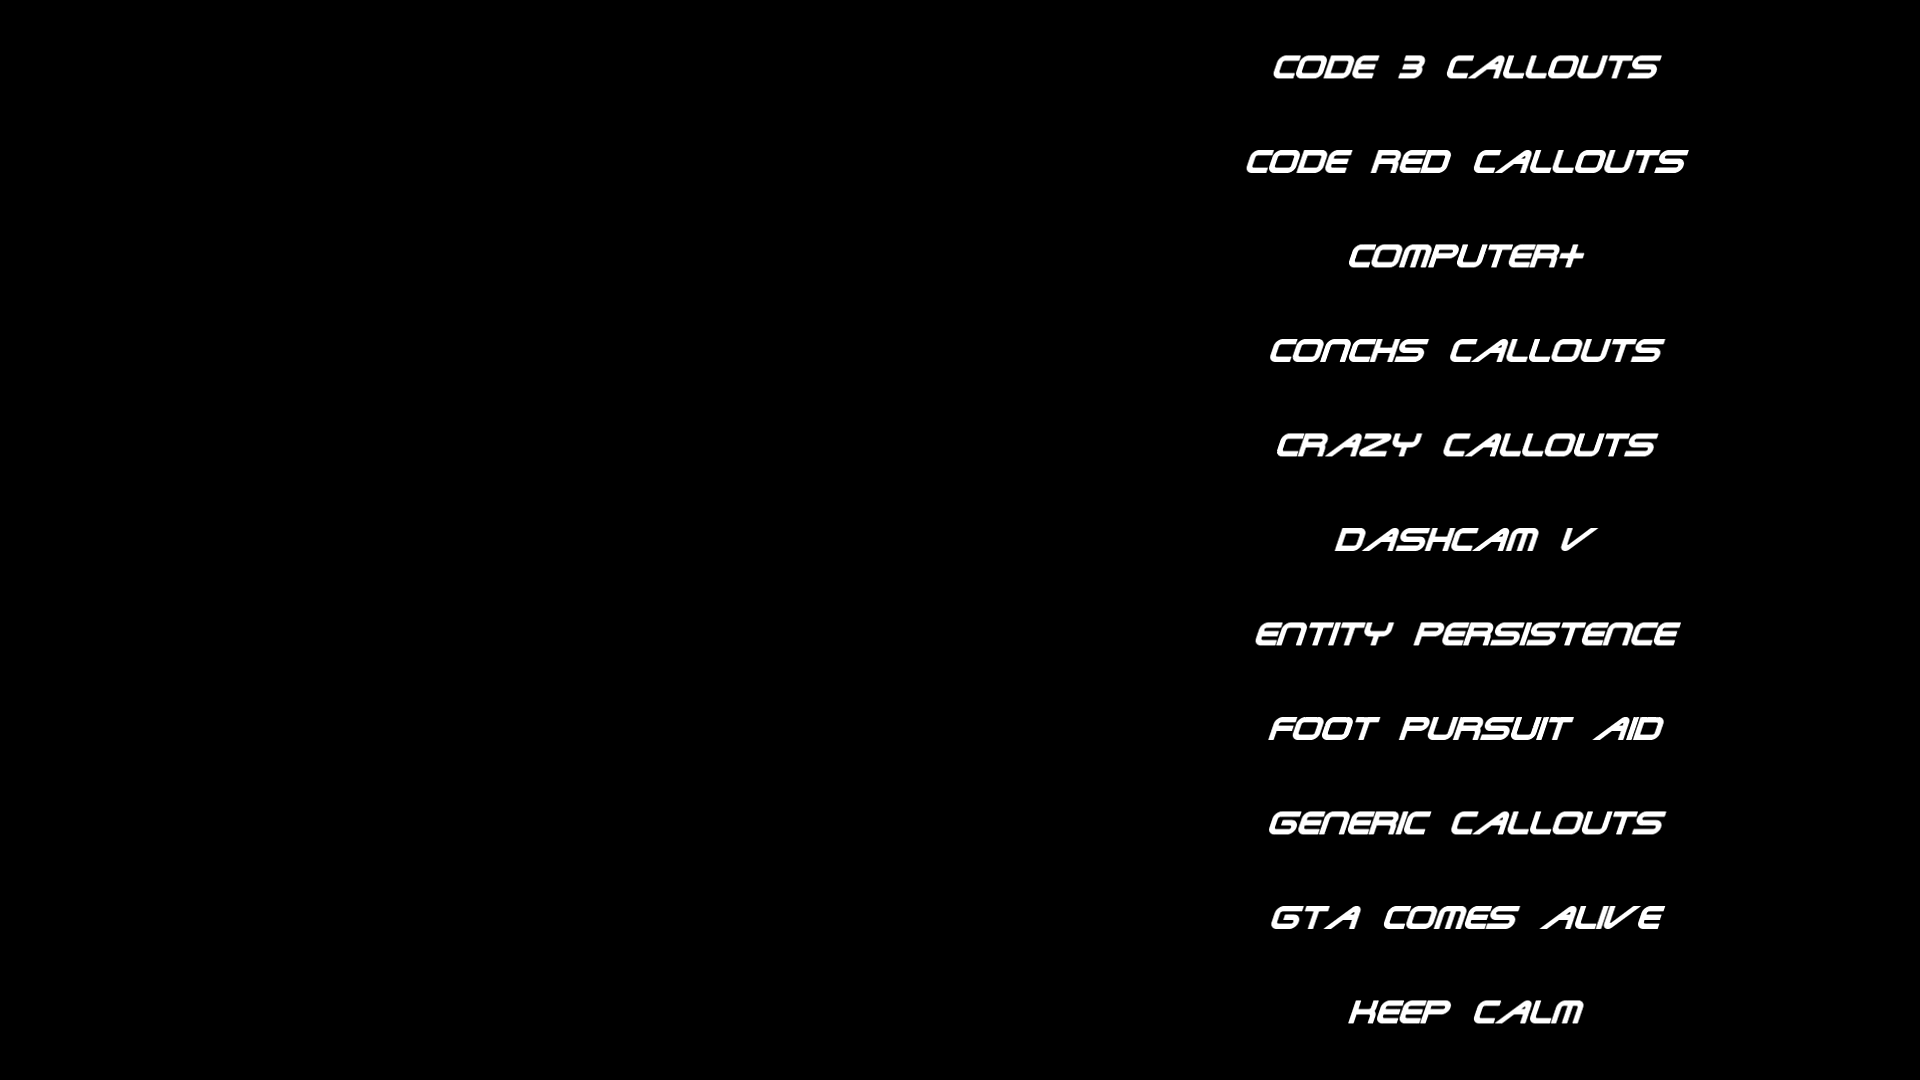 CODE 3 CALLOUTS
CODE RED CALLOUTS
COMPUTER+
CONCHS CALLOUTS
CRAZY CALLOUTS
DASHCAM V
ENTITY PERSISTENCE
FOOT PURSUIT AID
GENERIC CALLOUTS
GTA COMES ALIVE
KEEP CALM